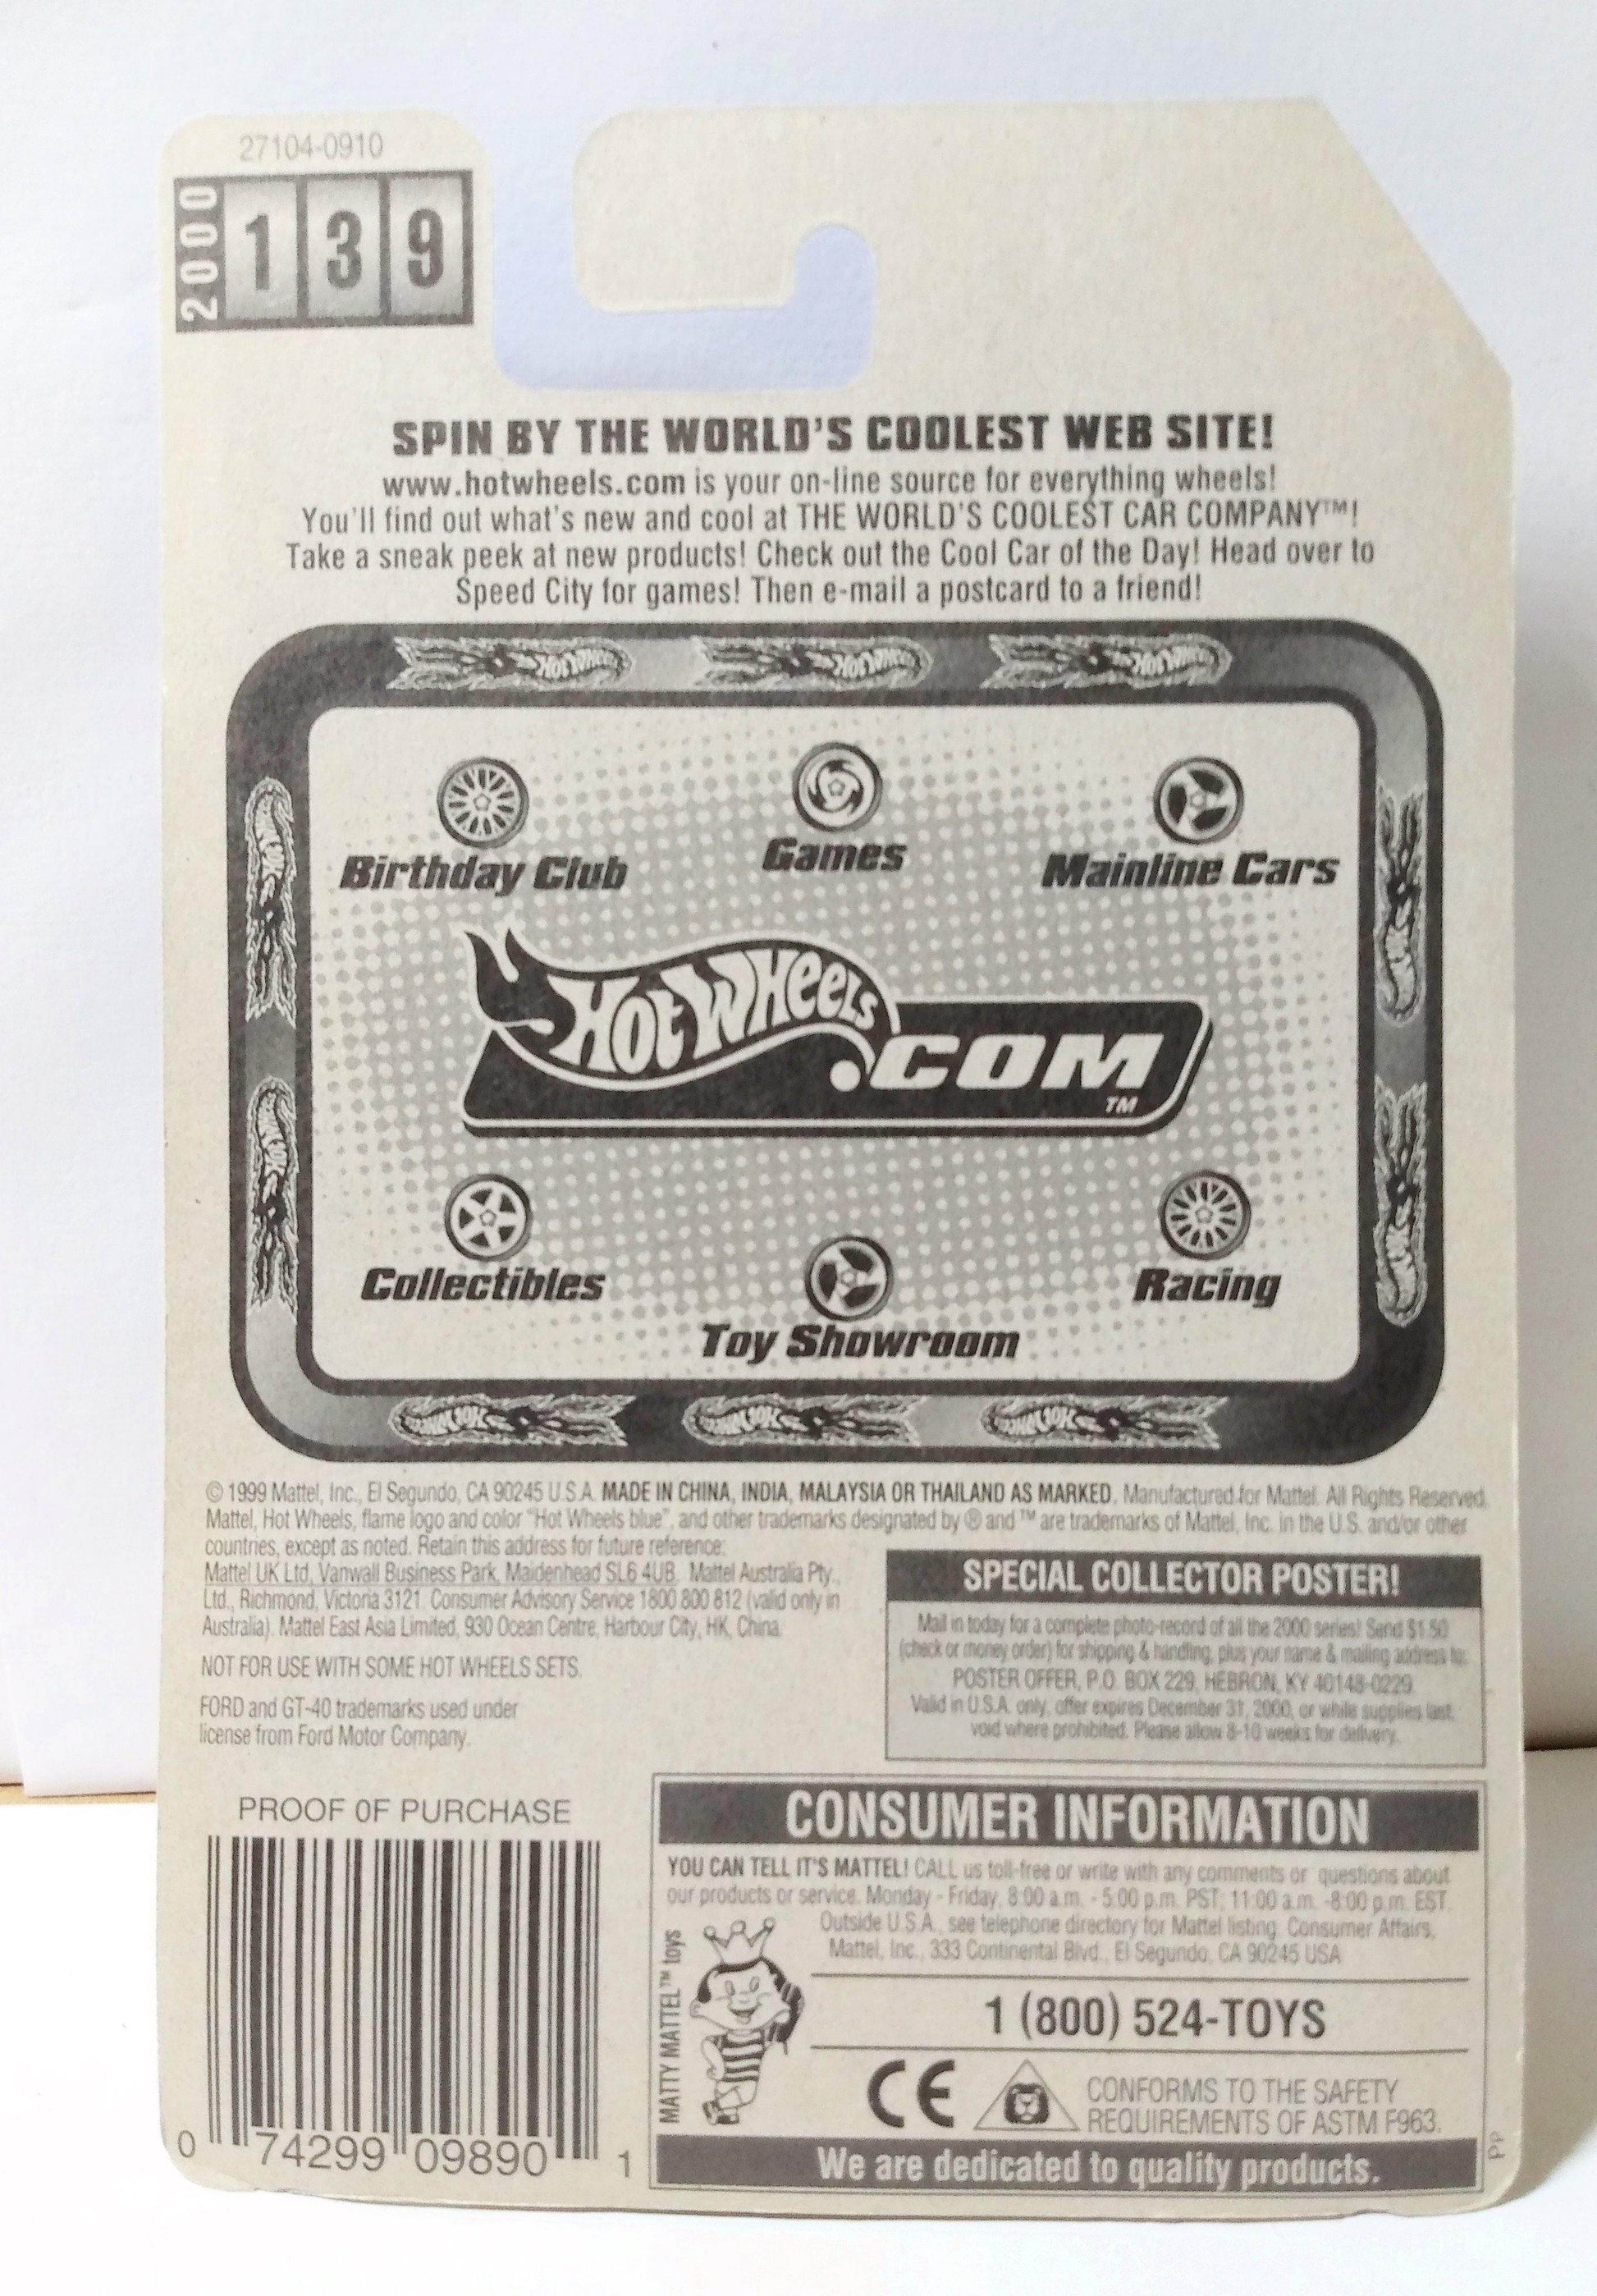 27104-0910
2000 139
SPIN BY THE WORLD'S COOLEST WEB SITE!
www.hotwheels.com is your on-line source for everything wheels!
You'll find out what's new and cool at THE WORLD'S COOLEST CAR COMPANY™!
Take a sneak peek at new products! Check out the Cool Car of the Day! Head over to
Speed City for games! Then e-mail a postcard to a friend!
HOT WHEELS HOT WHEELS HOT WHEELS
Birthday Club
Games
Mainline Cars
HOT WHEELS.COM™
Collectibles
Toy Showroom
Racing
HOT WHEELS HOT WHEELS HOT WHEELS
© 1999 Mattel, Inc., El Segundo, CA 90245 U.S.A. MADE IN CHINA, INDIA, MALAYSIA OR THAILAND AS MARKED. Manufactured for Mattel. All Rights Reserved.
Mattel, Hot Wheels, flame logo and color "Hot Wheels blue", and other trademarks designated by ® and ™ are trademarks of Mattel, Inc. in the U.S. and/or other
countries, except as noted. Retain this address for future reference:
Mattel UK Ltd, Vanwall Business Park, Maidenhead SL6 4UB. Mattel Australia Pty.,
Ltd., Richmond, Victoria 3121. Consumer Advisory Service 1800 800 812 (valid only in
Australia). Mattel East Asia Limited, 930 Ocean Centre, Harbour City, HK, China.
NOT FOR USE WITH SOME HOT WHEELS SETS.
FORD and GT-40 trademarks used under
license from Ford Motor Company.
SPECIAL COLLECTOR POSTER!
Mail in today for a complete photo-record of all the 2000 series! Send $1.50
(check or money order) for shipping & handling, plus your name & mailing address to:
POSTER OFFER, P.O. BOX 229, HEBRON, KY 40148-0229
Valid in U.S.A. only, offer expires December 31, 2000, or while supplies last,
void where prohibited. Please allow 8-10 weeks for delivery.
PROOF OF PURCHASE
0 74299 09890 1
CONSUMER INFORMATION
YOU CAN TELL IT'S MATTEL! CALL us toll-free or write with any comments or questions about
our products or service. Monday - Friday, 8:00 a.m. - 5:00 p.m. PST; 11:00 a.m. -8:00 p.m. EST.
Outside U.S.A., see telephone directory for Mattel listing. Consumer Affairs,
Mattel, Inc., 333 Continental Blvd., El Segundo, CA 90245 USA
MATTY MATTEL™ toys
1 (800) 524-TOYS
CE
CONFORMS TO THE SAFETY
REQUIREMENTS OF ASTM F963.
We are dedicated to quality products.
PP